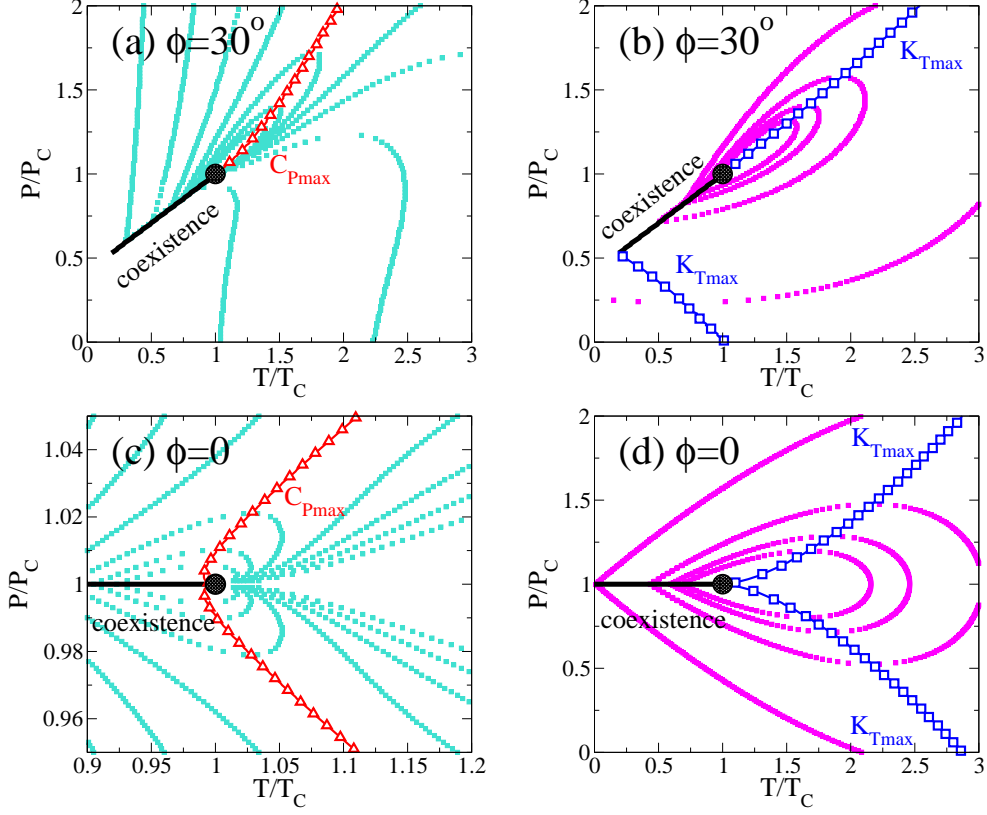 (a) ϕ=30°
2
1.5
1
0.5
0
P/P_C
C_Pmax
coexistence
0 0.5 1 1.5 2 2.5 3
T/T_C
(b) ϕ=30°
2
1.5
1
0.5
0
P/P_C
K_Tmax
coexistence
K_Tmax
0 0.5 1 1.5 2 2.5 3
T/T_C
(c) ϕ=0
1.04
1.02
1
0.98
0.96
P/P_C
C_Pmax
coexistence
0.9 0.95 1 1.05 1.1 1.15 1.2
T/T_C
(d) ϕ=0
2
1.5
1
0.5
0
P/P_C
K_Tmax
coexistence
K_Tmax
0 0.5 1 1.5 2 2.5 3
T/T_C